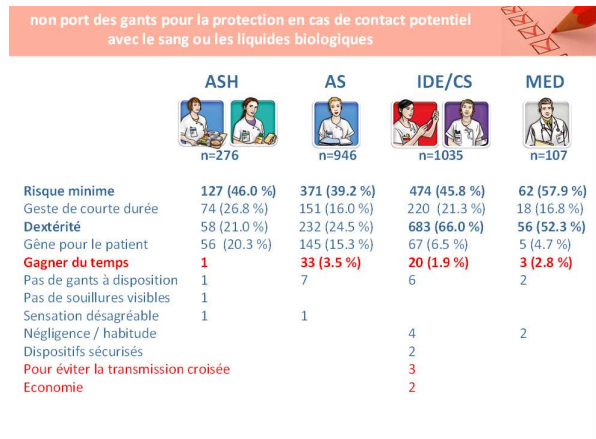 non port des gants pour la protection en cas de contact potentiel
avec le sang ou les liquides biologiques
ASH AS IDE/CS MED
n=276 n=946 n=1035 n=107
Risque minime 127 (46.0 %) 371 (39.2 %) 474 (45.8 %) 62 (57.9 %)
Geste de courte durée 74 (26.8 %) 151 (16.0 %) 220 (21.3 %) 18 (16.8 %)
Dextérité 58 (21.0 %) 232 (24.5 %) 683 (66.0 %) 56 (52.3 %)
Gêne pour le patient 56 (20.3 %) 145 (15.3 %) 67 (6.5 %) 5 (4.7 %)
Gagner du temps 1 33 (3.5 %) 20 (1.9 %) 3 (2.8 %)
Pas de gants à disposition 1 7 6 2
Pas de souillures visibles 1
Sensation désagréable 1 1
Négligence / habitude 4 2
Dispositifs sécurisés 2
Pour éviter la transmission croisée 3
Economie 2